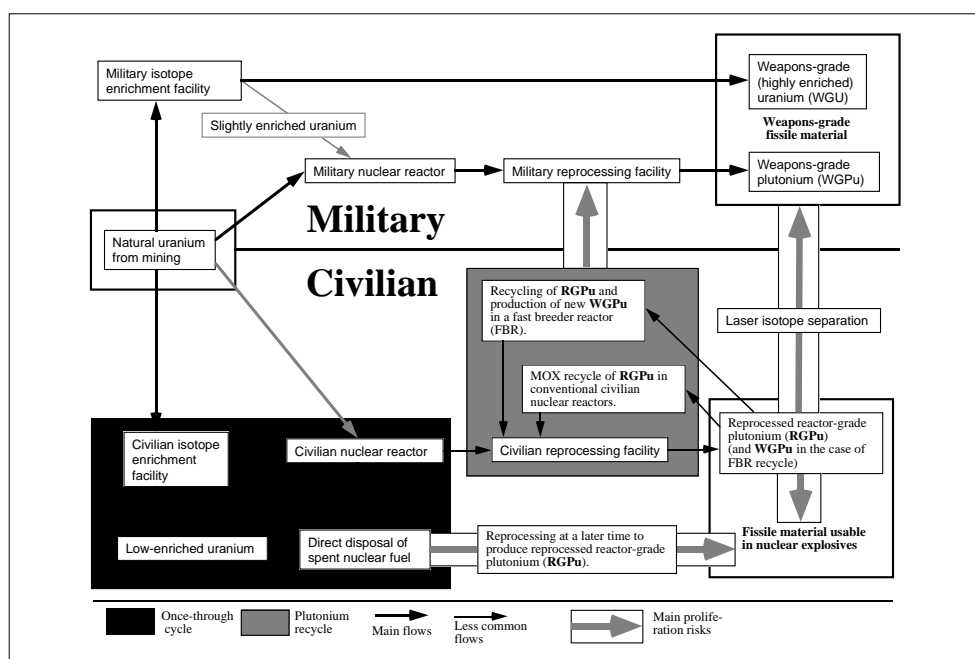 Military isotope
enrichment facility
Slightly enriched uranium
Weapons-grade
(highly enriched)
uranium (WGU)
Weapons-grade
fissile material
Military nuclear reactor
Military reprocessing facility
Weapons-grade
plutonium (WGPu)
Military
Natural uranium
from mining
Civilian
Recycling of RGPu and
production of new WGPu
in a fast breeder reactor
(FBR).
Laser isotope separation
MOX recycle of RGPu in
conventional civilian
nuclear reactors.
Civilian isotope
enrichment
facility
Civilian nuclear reactor
Civilian reprocessing facility
Reprocessed reactor-grade
plutonium (RGPu)
(and WGPu in the case of
FBR recycle)
Low-enriched uranium
Direct disposal of
spent nuclear fuel
Reprocessing at a later time to
produce reprocessed reactor-grade
plutonium (RGPu).
Fissile material usable
in nuclear explosives
Once-through
cycle
Plutonium
recycle
Main flows
Less common
flows
Main prolife-
ration risks